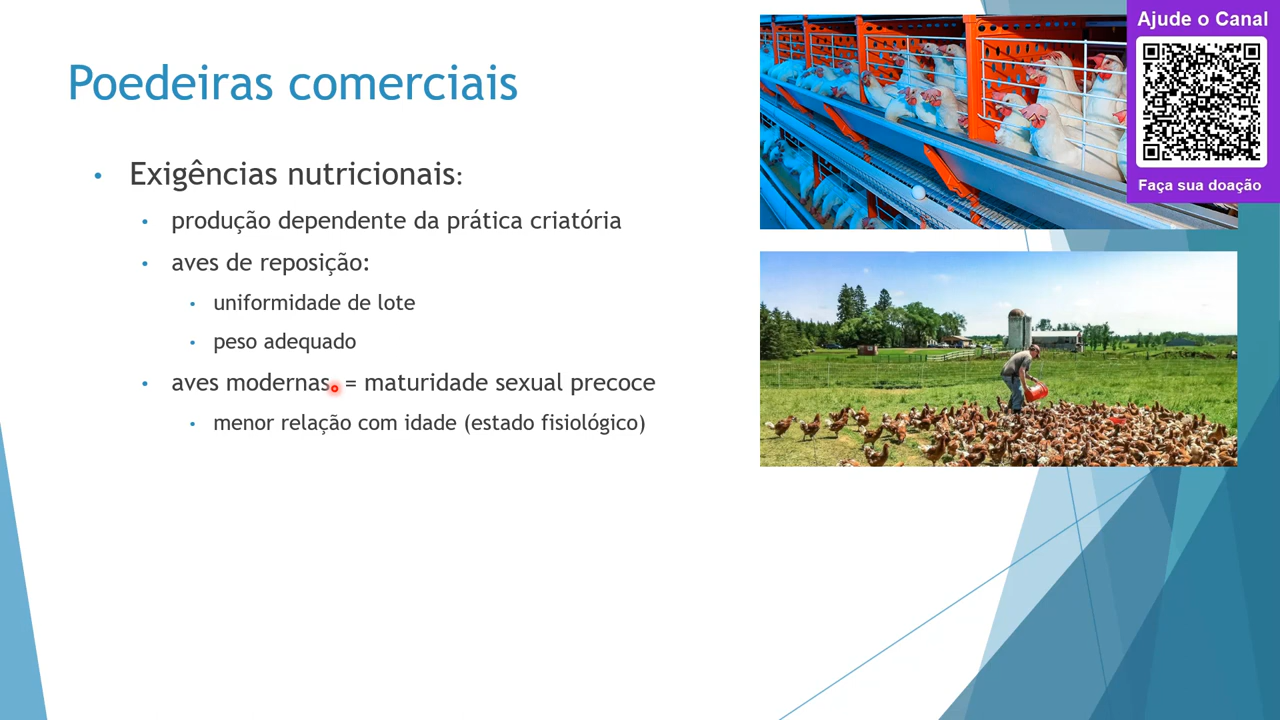 Poedeiras comerciais
• Exigências nutricionais:
• produção dependente da prática criatória
• aves de reposição:
• uniformidade de lote
• peso adequado
• aves modernas = maturidade sexual precoce
• menor relação com idade (estado fisiológico)
Ajude o Canal
Faça sua doação